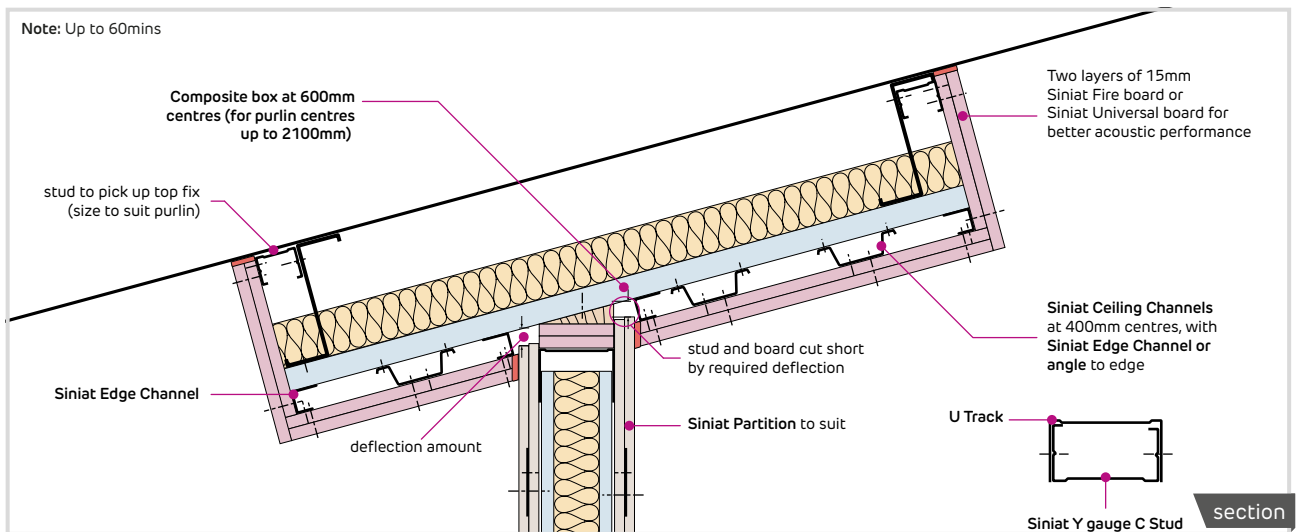 Note: Up to 60mins
Composite box at 600mm
centres (for purlin centres
up to 2100mm)
stud to pick up top fix
(size to suit purlin)
Two layers of 15mm
Siniat Fire board or
Siniat Universal board for
better acoustic performance
Siniat Ceiling Channels
at 400mm centres, with
Siniat Edge Channel or
angle to edge
stud and board cut short
by required deflection
Siniat Edge Channel
deflection amount
Siniat Partition to suit
U Track
Siniat Y gauge C Stud
section